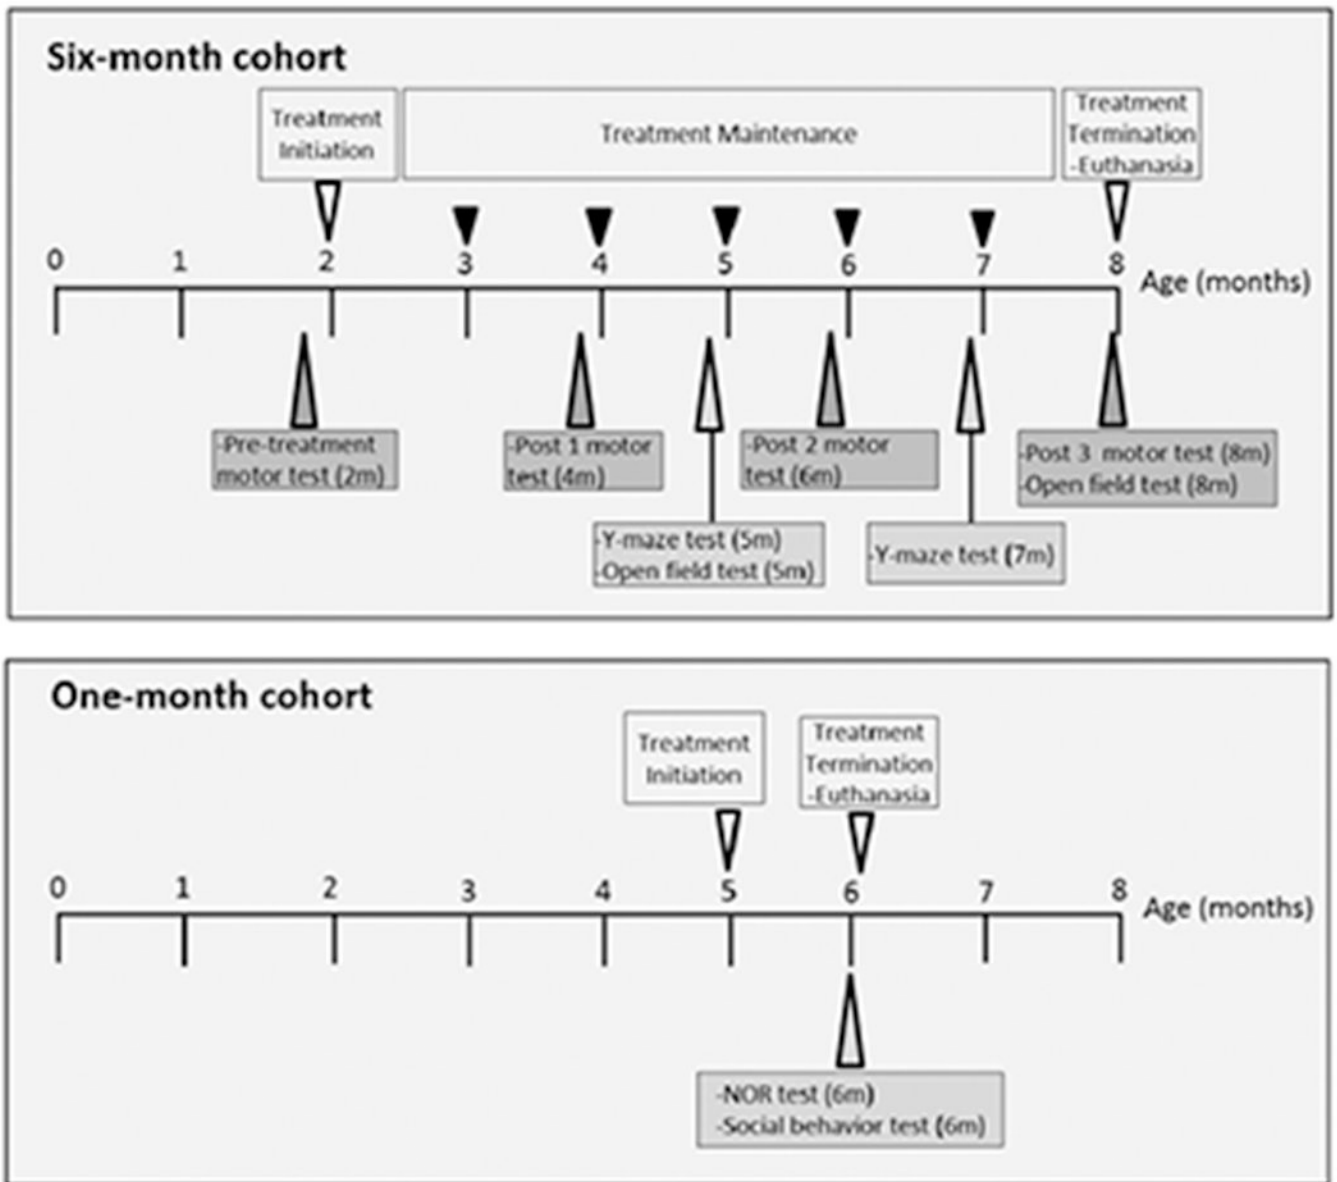 Six-month cohort
Treatment
Initiation
Treatment Maintenance
Treatment
Termination
-Euthanasia
0 1 2 3 4 5 6 7 8
Age (months)
-Pre-treatment
motor test (2m)
-Post 1 motor
test (4m)
-Post 2 motor
test (6m)
-Post 3 motor test (8m)
-Open field test (8m)
-Y-maze test (5m)
-Open field test (5m)
-Y-maze test (7m)
One-month cohort
Treatment
Initiation
Treatment
Termination
-Euthanasia
0 1 2 3 4 5 6 7 8
Age (months)
-NOR test (6m)
-Social behavior test (6m)